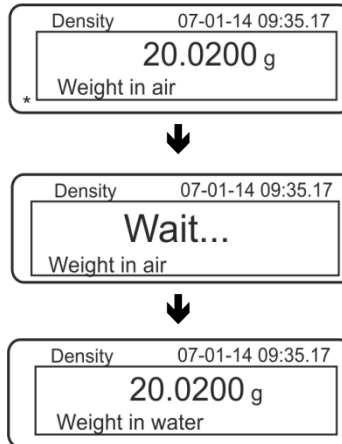 Density 07-01-14 09:35.17
20.0200 g
Weight in air
*
Density 07-01-14 09:35.17
Wait...
Weight in air
Density 07-01-14 09:35.17
20.0200 g
Weight in water